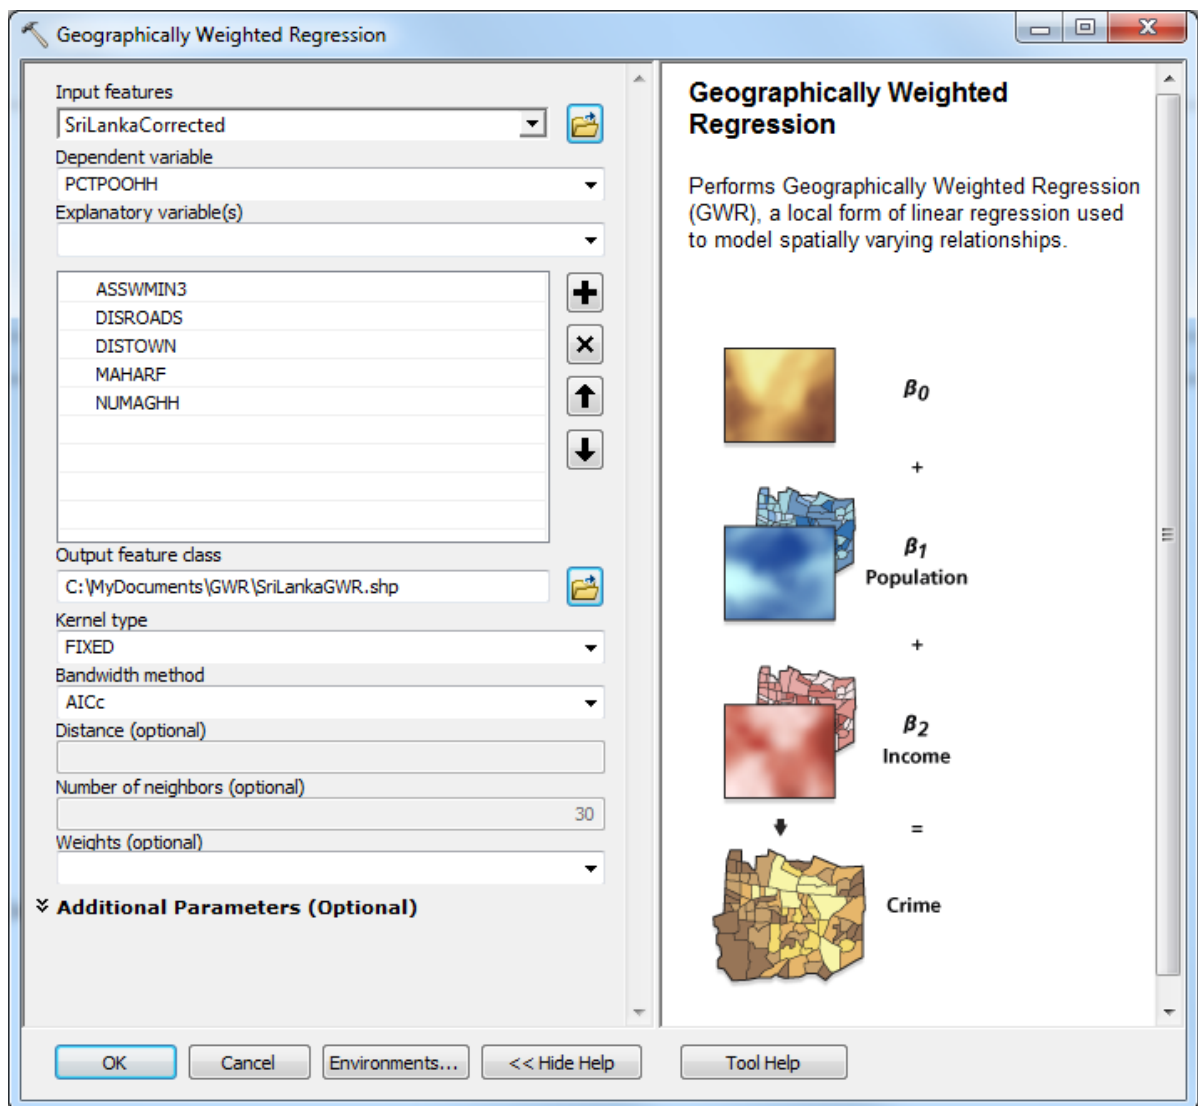 Geographically Weighted Regression
Input features
SriLankaCorrected
Dependent variable
PCTPOOHH
Explanatory variable(s)
ASSWMIN3
DISROADS
DISTOWN
MAHARF
NUMAGHH
Output feature class
C:\MyDocuments\GWR\SriLankaGWR.shp
Kernel type
FIXED
Bandwidth method
AICc
Distance (optional)
Number of neighbors (optional)
30
Weights (optional)
Additional Parameters (Optional)
Geographically Weighted
Regression
Performs Geographically Weighted Regression
(GWR), a local form of linear regression used
to model spatially varying relationships.
β0
+
β1
Population
+
β2
Income
=
Crime
OK
Cancel
Environments...
<< Hide Help
Tool Help